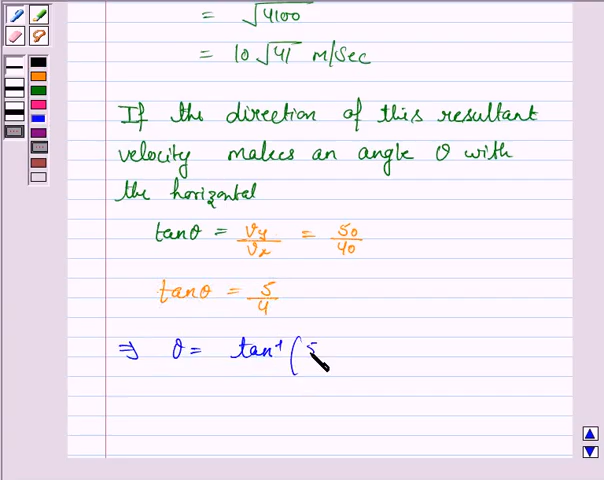 = √4100
= 10√41 m/sec
If the direction of this resultant
velocity makes an angle θ with
the horizontal
tanθ = Vy/Vx = 50/40
tanθ = 5/4
⇒ θ = tan⁻¹(5